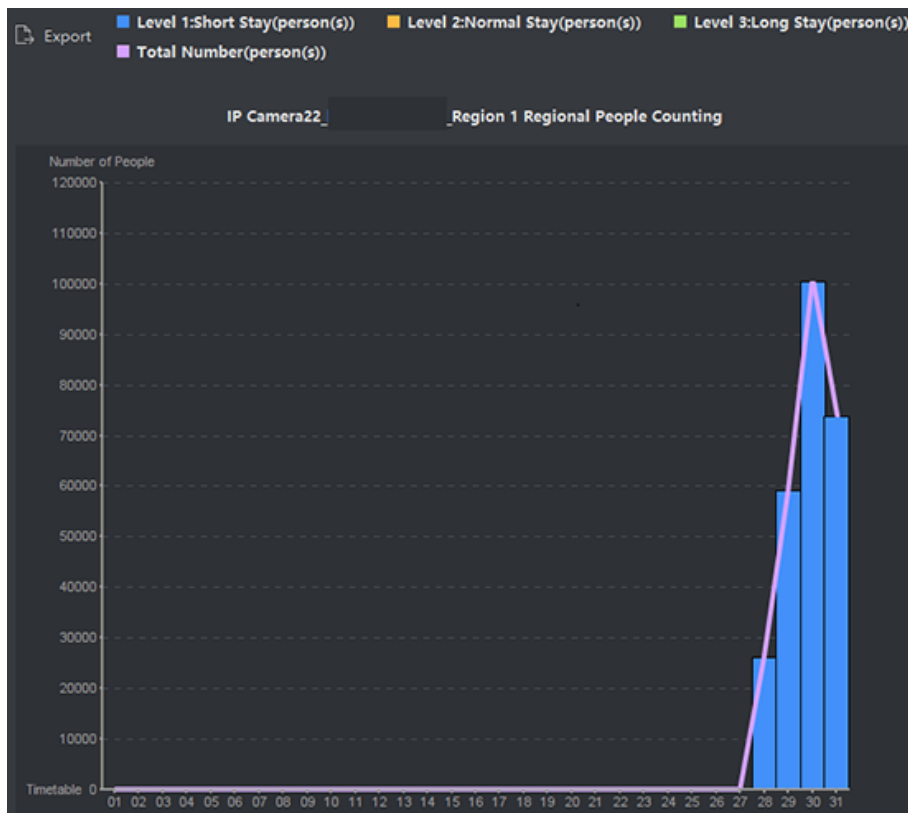 Export
Level 1:Short Stay(person(s))
Level 2:Normal Stay(person(s))
Level 3:Long Stay(person(s))
Total Number(person(s))
IP Camera22_ _Region 1 Regional People Counting
Number of People
120000
110000
100000
90000
80000
70000
60000
50000
40000
30000
20000
10000
Timetable 0
01 02 03 04 05 06 07 08 09 10 11 12 13 14 15 16 17 18 19 20 21 22 23 24 25 26 27 28 29 30 31